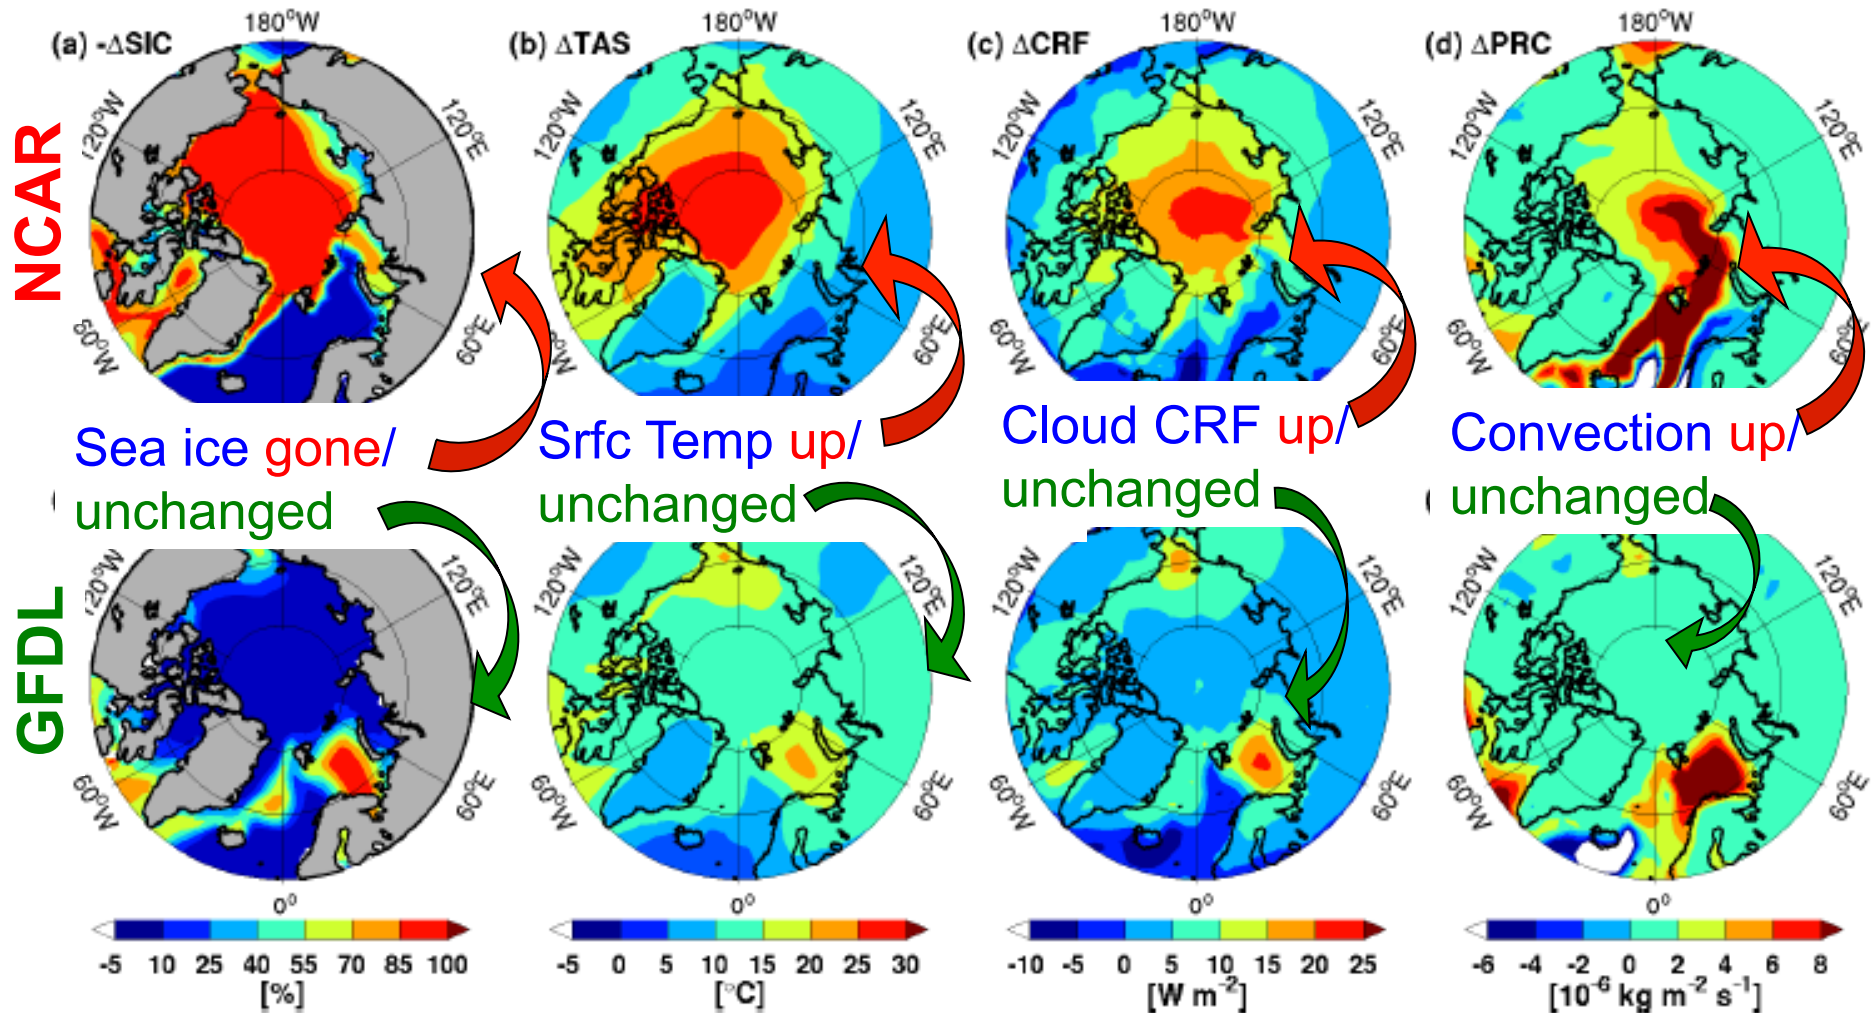 (a) -ΔSIC
180°W
(b) ΔTAS
180°W
(c) ΔCRF
180°W
(d) ΔPRC
180°W
NCAR
120°W
120°E
60°W
60°E
120°W
120°E
°W
60°E
120°W
120°E
60°W
60°E
120°W
120°E
60°W
60°E
Sea ice gone/
unchanged
Srfc Temp up/
unchanged
Cloud CRF up/
unchanged
Convection up/
unchanged
GFDL
120°W
120°E
60°W
60°E
120°W
120°E
60°W
60°E
120°W
120°E
60°W
60°E
120°W
120°E
60°W
60°E
0°
0°
0°
0°
-5 10 25 40 55 70 85 100
[%]
-5 0 5 10 15 20 25 30
[°C]
-10 -5 0 5 10 15 20 25
[W m⁻²]
-6 -4 -2 0 2 4 6 8
[10⁻⁶ kg m⁻² s⁻¹]